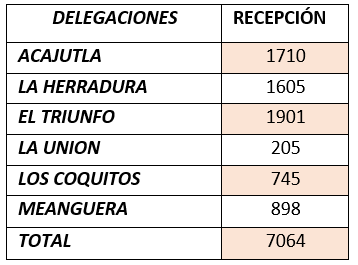 DELEGACIONES RECEPCIÓN
ACAJUTLA 1710
LA HERRADURA 1605
EL TRIUNFO 1901
LA UNION 205
LOS COQUITOS 745
MEANGUERA 898
TOTAL 7064